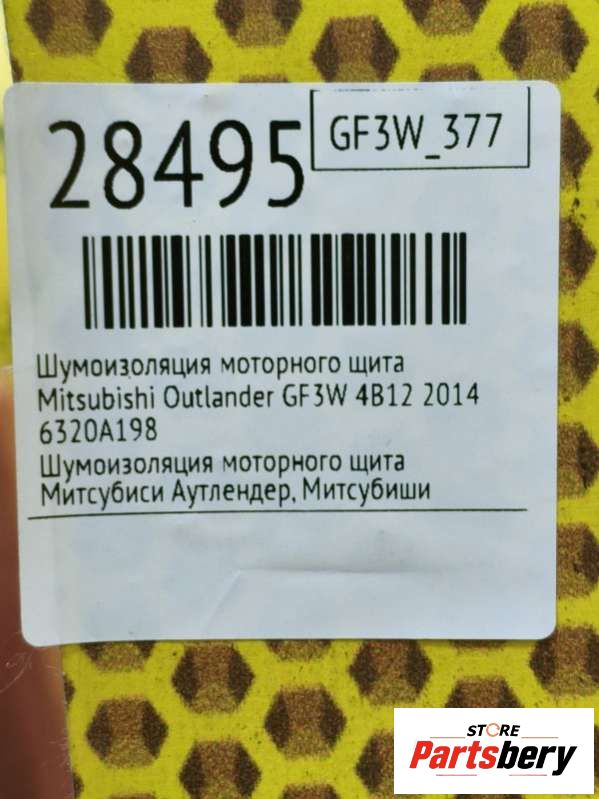 28495
GF3W_377
Шумоизоляция моторного щита
Mitsubishi Outlander GF3W 4B12 2014
6320A198
Шумоизоляция моторного щита
Митсубиси Аутлендер, Митсубиши
STORE
Partsbery